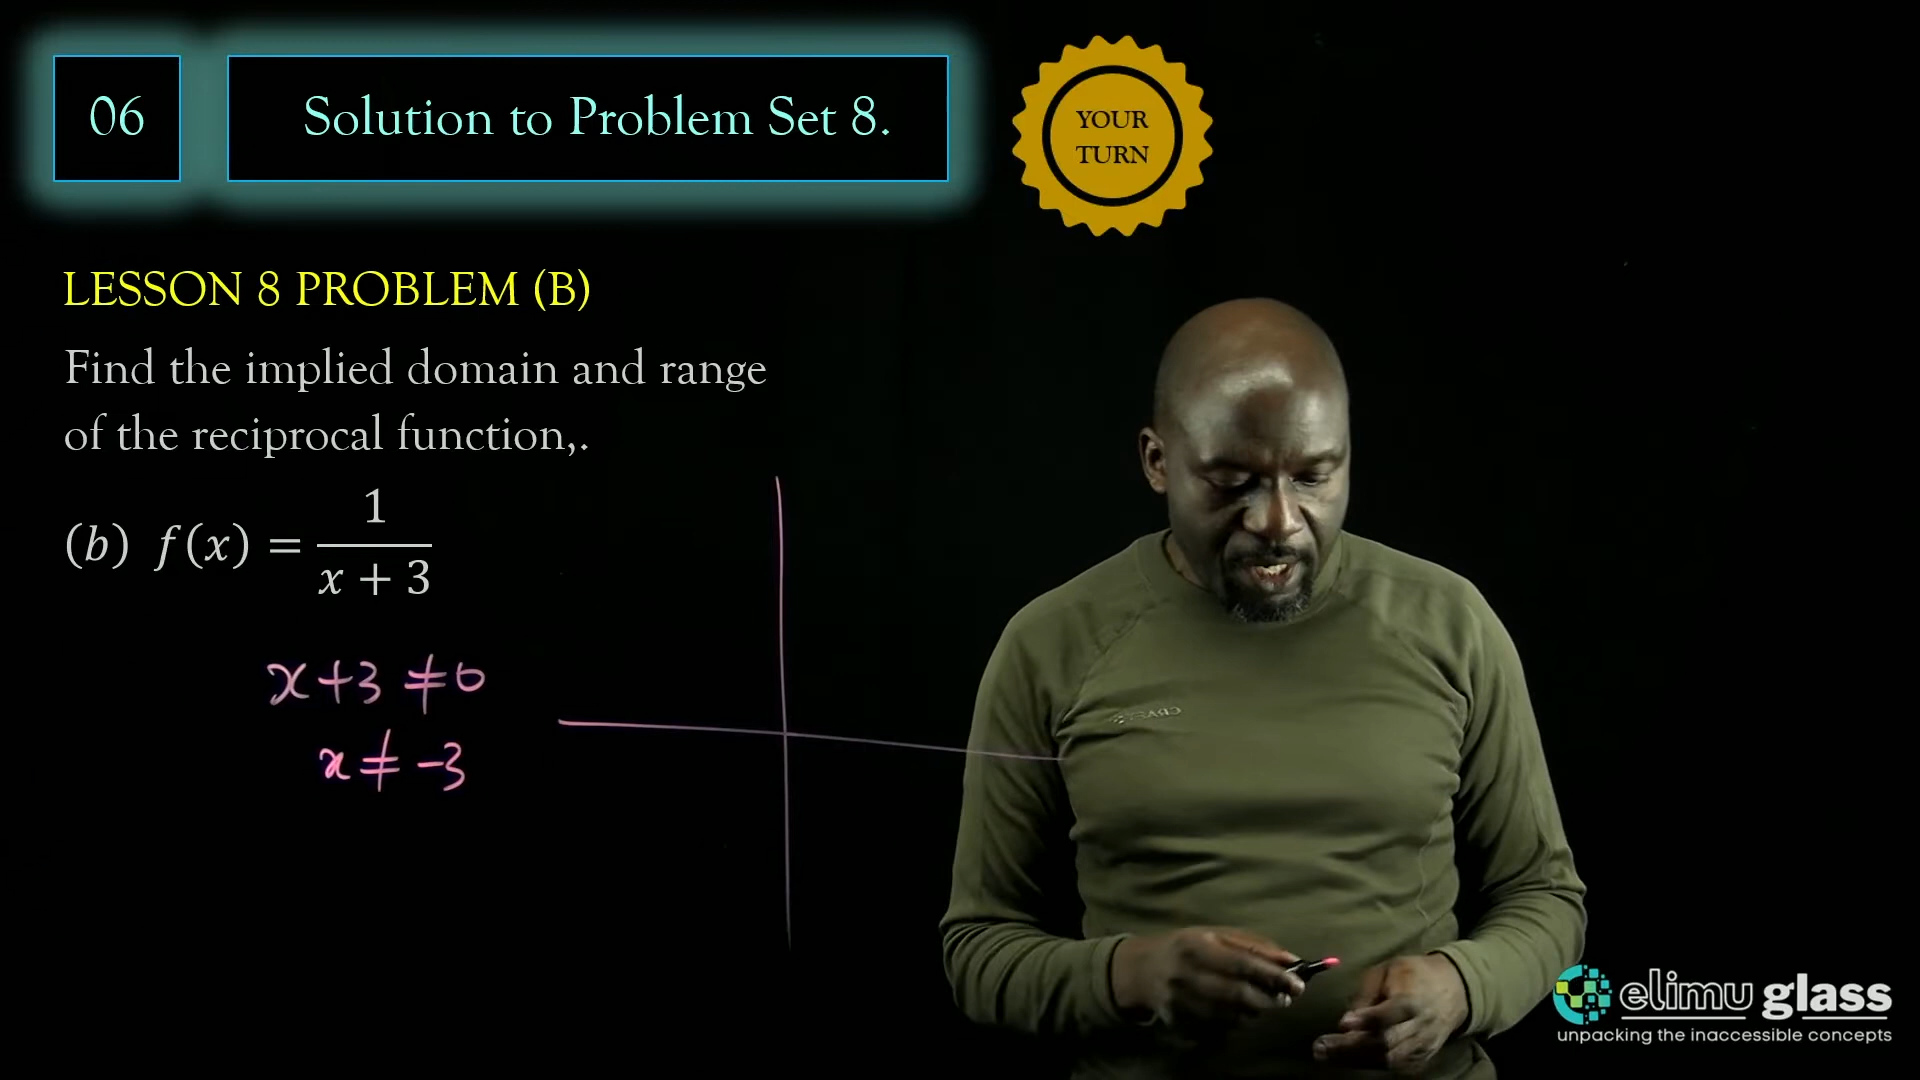 06
Solution to Problem Set 8.
YOUR
TURN
LESSON 8 PROBLEM (B)
Find the implied domain and range
of the reciprocal function,.
(b) f(x) = 1/(x + 3)
x+3 ≠0
x ≠ -3
CRAFT
elimu glass
unpacking the inaccessible concepts